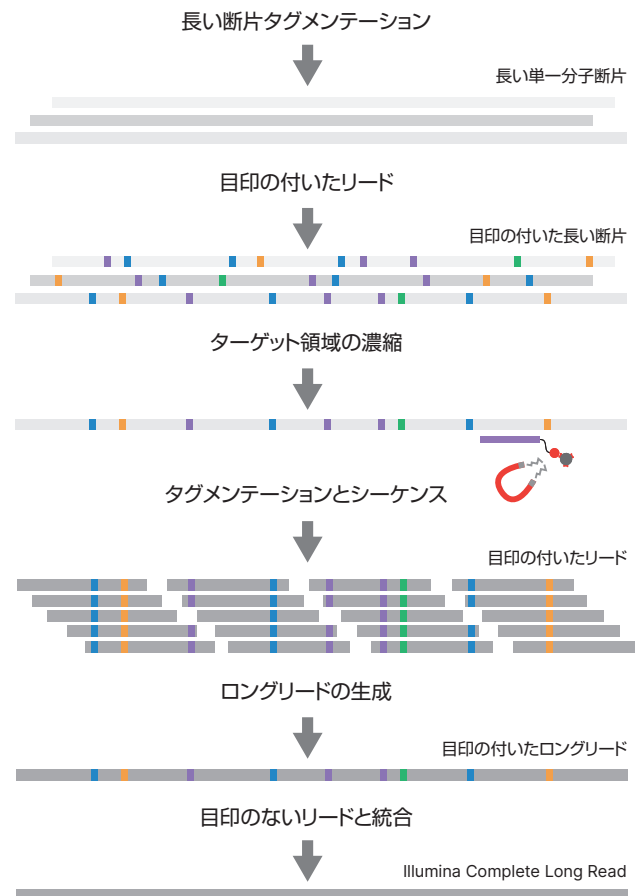 長い断片タグメンテーション
長い単一分子断片
目印の付いたリード
目印の付いた長い断片
ターゲット領域の濃縮
タグメンテーションとシーケンス
目印の付いたリード
ロングリードの生成
目印の付いたロングリード
目印のないリードと統合
Illumina Complete Long Read